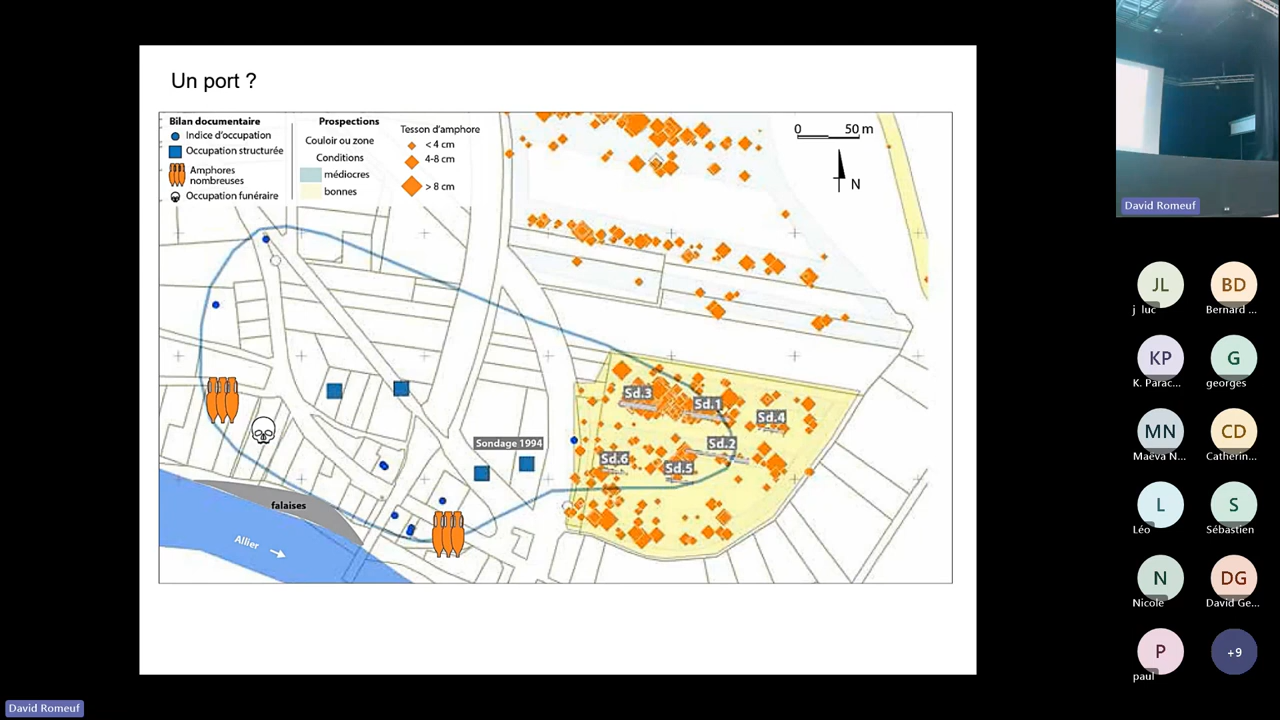 Un port ?
Bilan documentaire
Indice d'occupation
Occupation structurée
Amphores
nombreuses
Occupation funéraire
Prospections
Couloir ou zone
Conditions
médiocres
bonnes
Tesson d'amphore
< 4 cm
4-8 cm
> 8 cm
0 50 m
N
Sd.3
Sd.1
Sd.4
Sondage 1994
Sd.2
Sd.6
Sd.5
falaises
Allier
David Romeuf
JL
j luc
BD
Bernard ...
KP
K. Parac...
G
georges
MN
Maëva N...
CD
Catherin...
L
Léo
S
Sébastien
N
Nicole
DG
David Ge...
P
paul
+9
David Romeuf